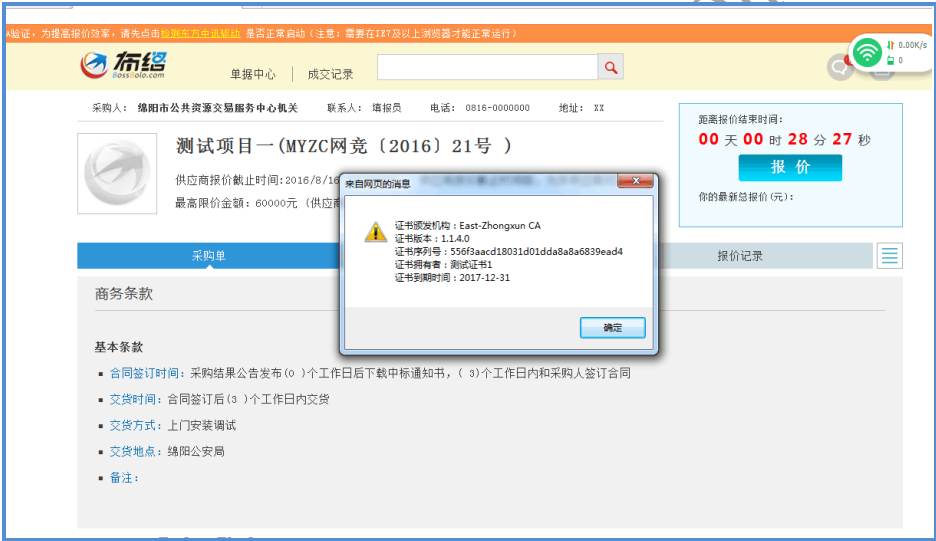 A验证，为提高报价效率，请先点击检测东方中讯驱动 是否正常启动（注意：需要在IE7及以上浏览器才能正常运行）
布络
BossGolo.com
单据中心 | 成交记录
0.00K/s
0
采购人： 绵阳市公共资源交易服务中心机关 联系人： 填报员 电话： 0816-0000000 地址： XX
测试项目一(MYZC网竞〔2016〕21号 )
供应商报价截止时间:2016/8/16
最高限价金额: 60000元 (供应商
距离报价结束时间:
00 天 00 时 28 分 27 秒
报 价
你的最新总报价(元):
来自网页的消息
证书颁发机构：East-Zhongxun CA
证书版本：1.1.4.0
证书序列号：556f3aacd18031d01dda8a8a6839ead4
证书拥有者：测试证书1
证书到期时间：2017-12-31
确定
采购单
报价记录
商务条款
基本条款
▪ 合同签订时间: 采购结果公告发布(0 )个工作日后下载中标通知书, ( 3)个工作日内和采购人签订合同
▪ 交货时间: 合同签订后(3 )个工作日内交货
▪ 交货方式: 上门安装调试
▪ 交货地点: 绵阳公安局
▪ 备注: